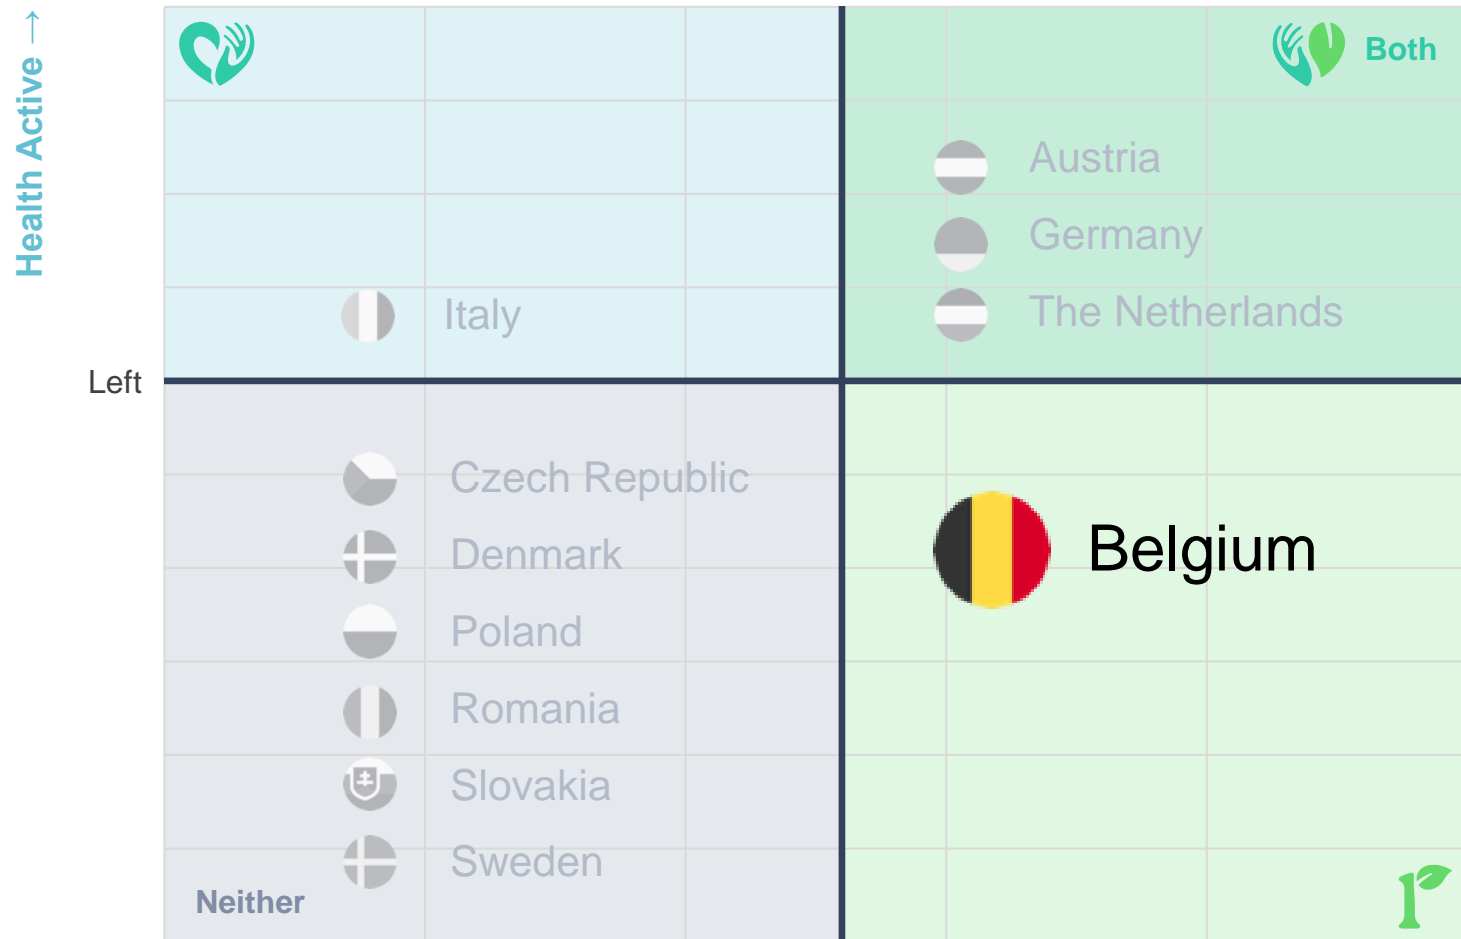 Health Active →
Both
Austria
Germany
Italy
The Netherlands
Left
Czech Republic
Belgium
Denmark
Poland
Romania
Slovakia
Sweden
Neither